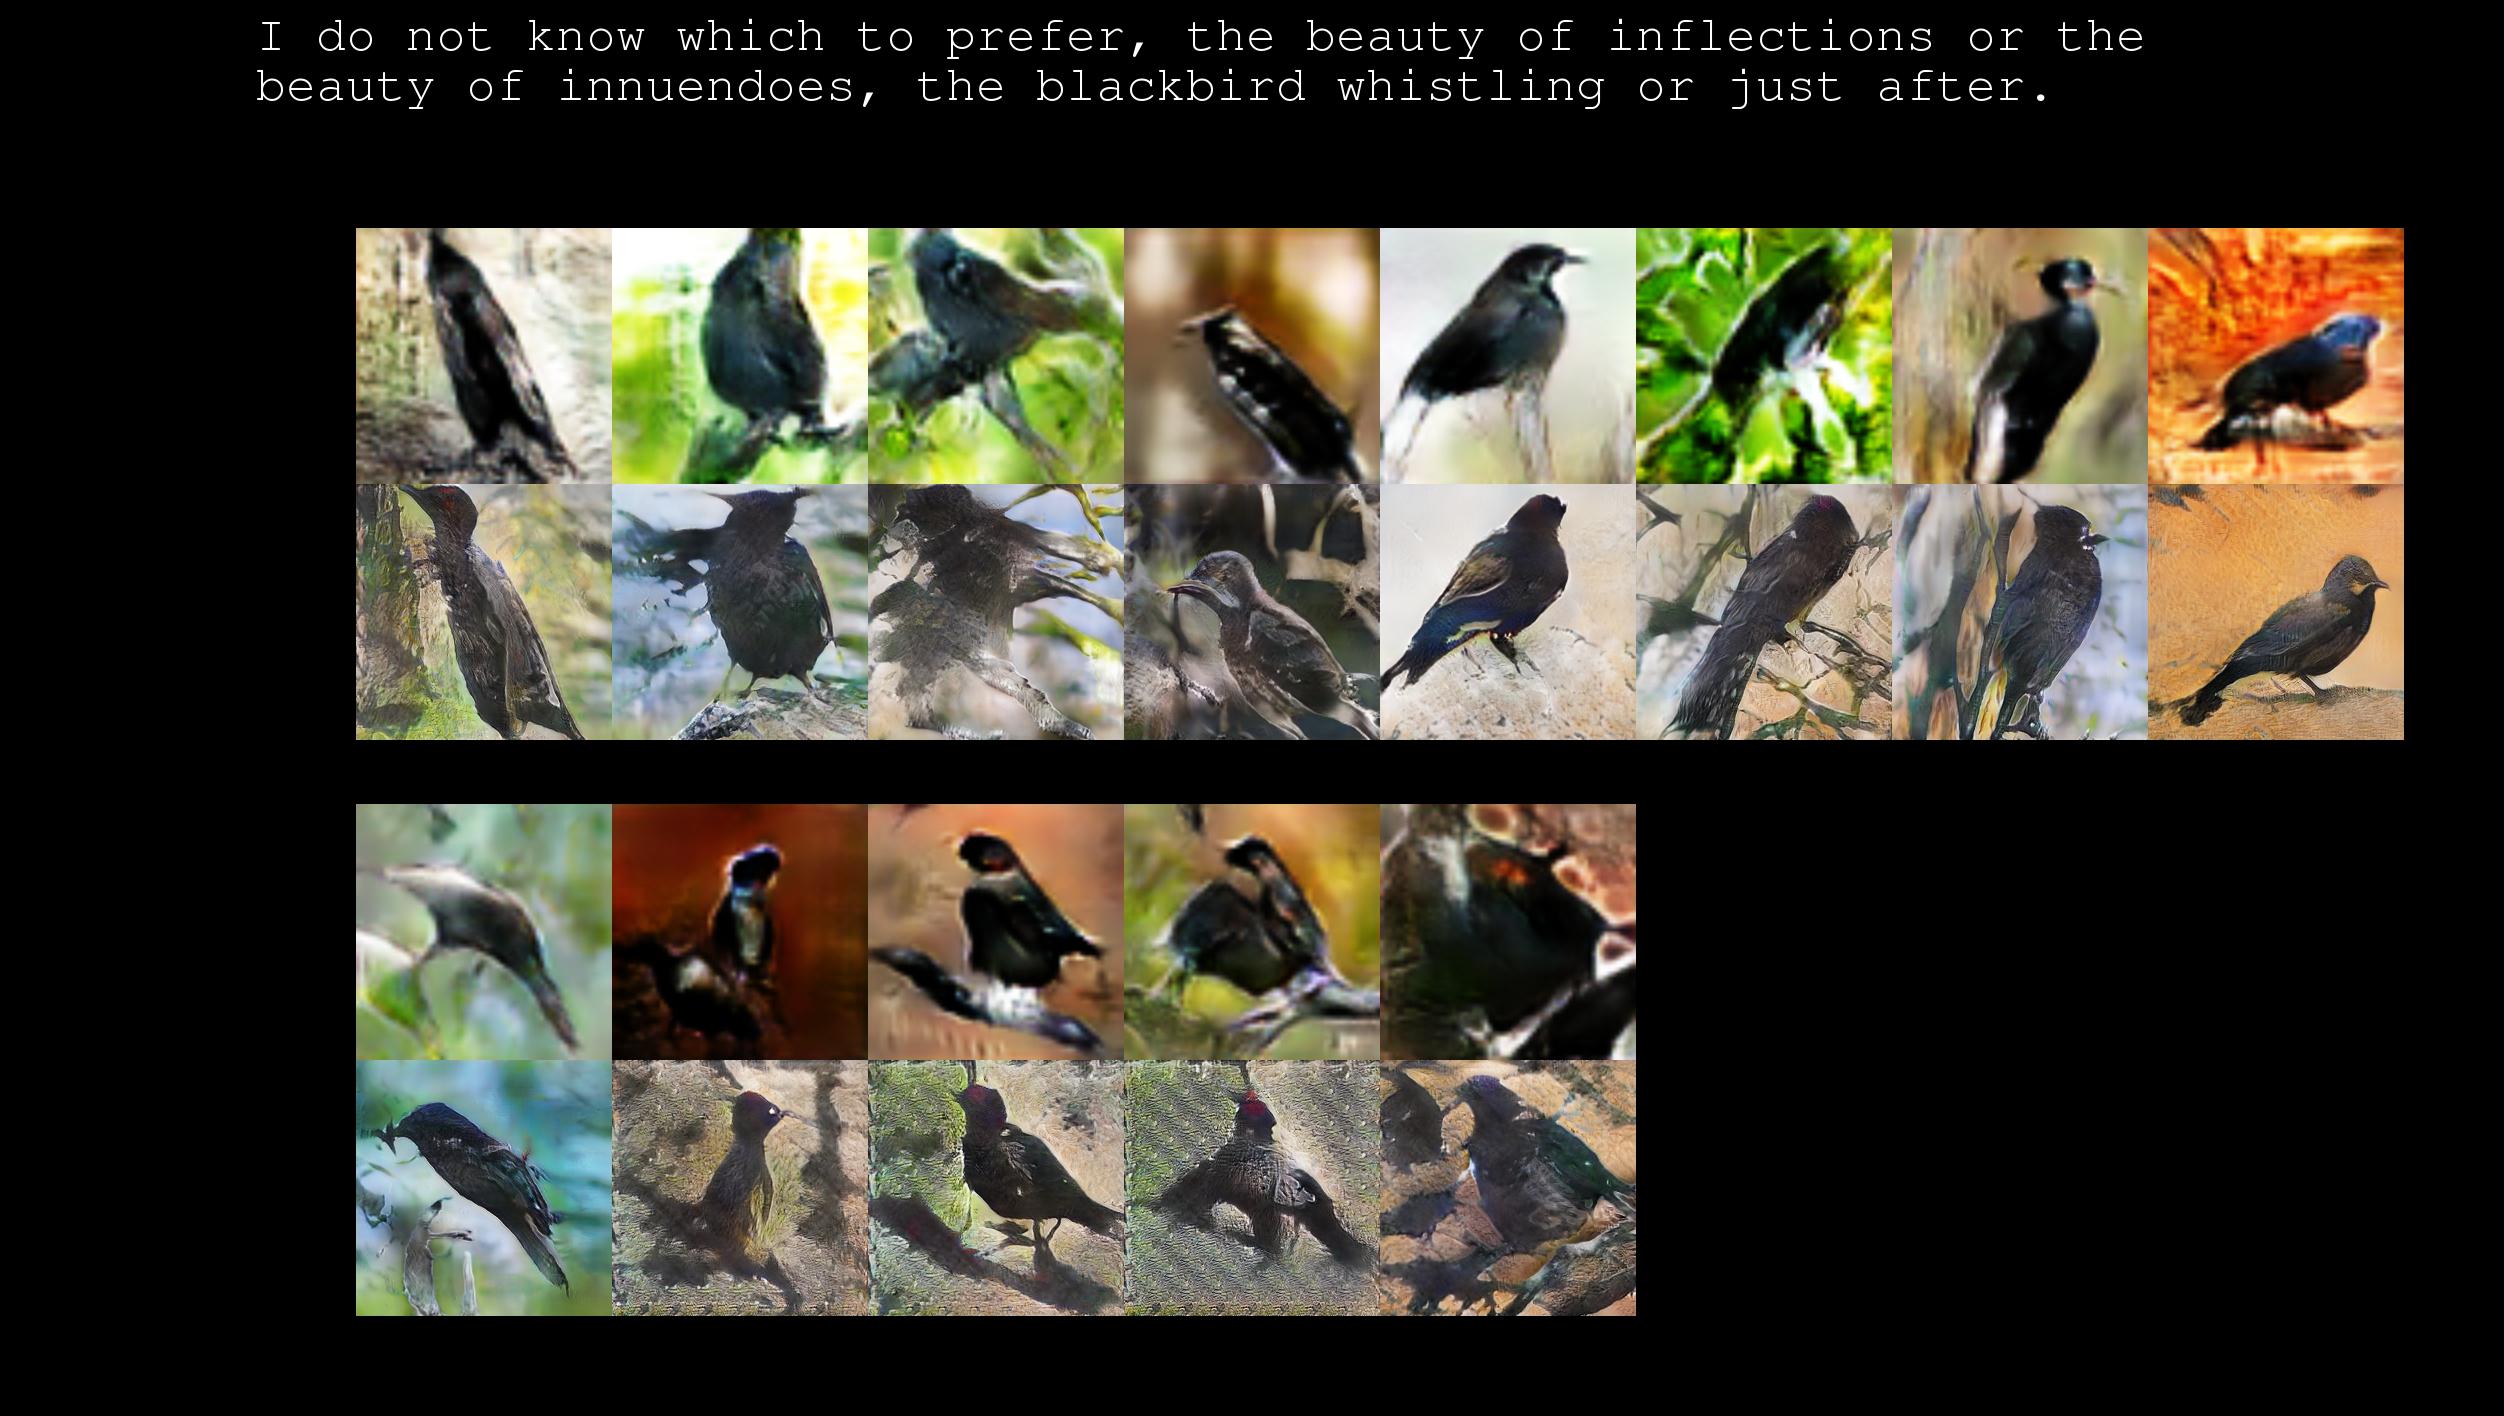 I do not know which to prefer, the beauty of inflections or the
beauty of innuendoes, the blackbird whistling or just after.